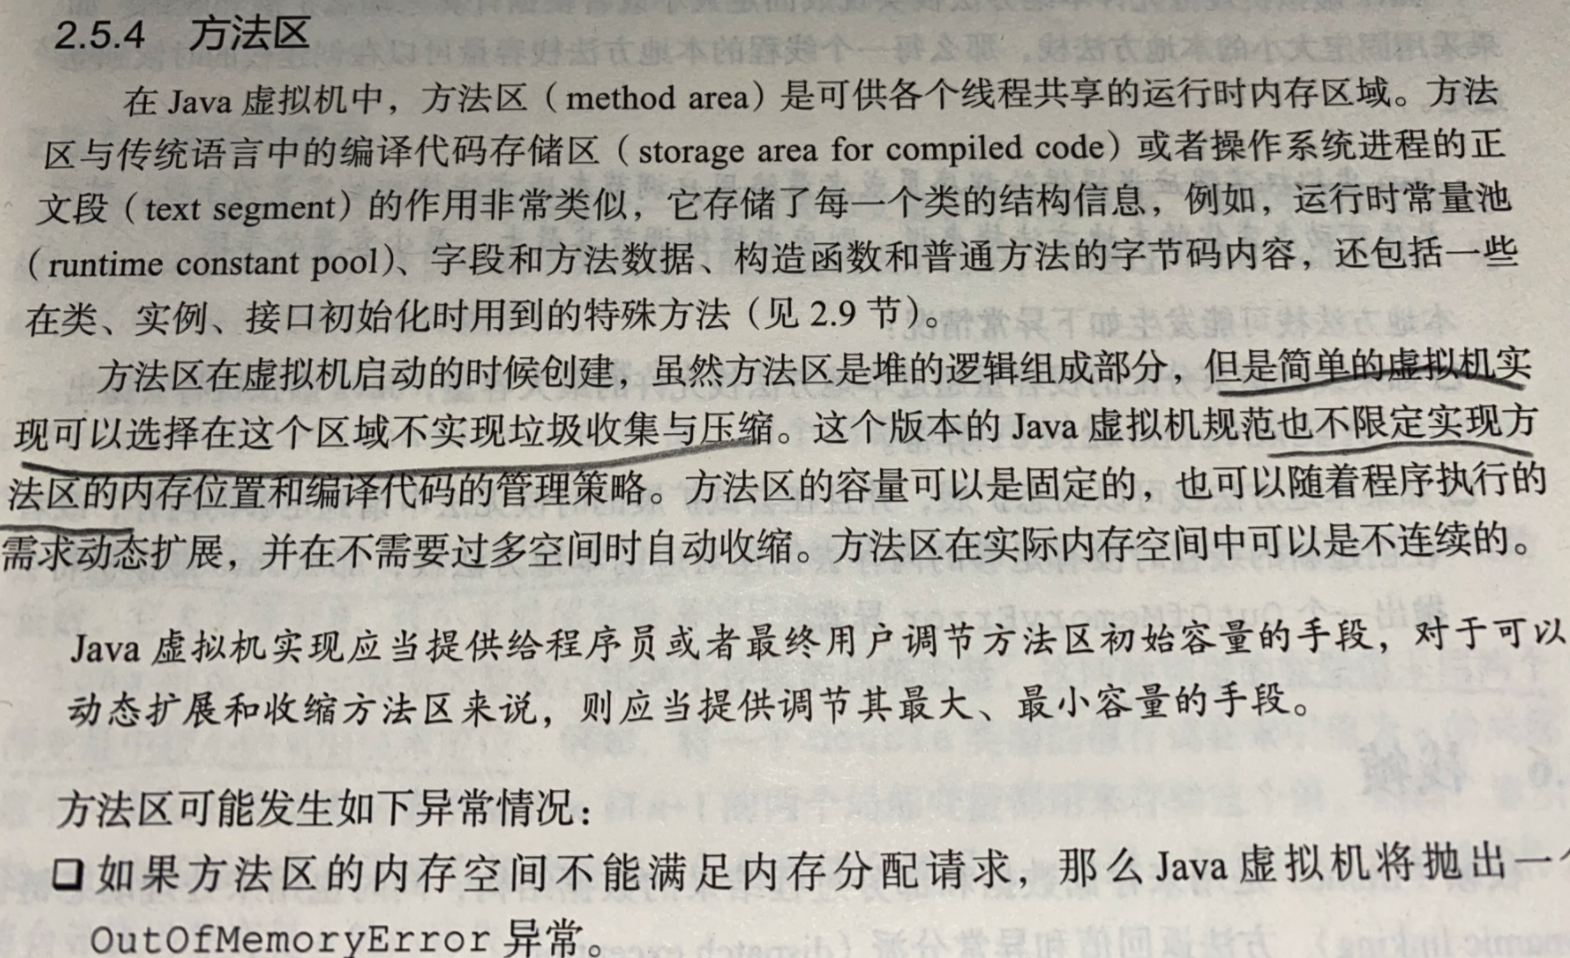 2.5.4 方法区
在 Java 虚拟机中，方法区（method area）是可供各个线程共享的运行时内存区域。方法
区与传统语言中的编译代码存储区（storage area for compiled code）或者操作系统进程的正
文段（text segment）的作用非常类似，它存储了每一个类的结构信息，例如，运行时常量池
（runtime constant pool）、字段和方法数据、构造函数和普通方法的字节码内容，还包括一些
在类、实例、接口初始化时用到的特殊方法（见 2.9 节）。
方法区在虚拟机启动的时候创建，虽然方法区是堆的逻辑组成部分，但是简单的虚拟机实
现可以选择在这个区域不实现垃圾收集与压缩。这个版本的 Java 虚拟机规范也不限定实现方
法区的内存位置和编译代码的管理策略。方法区的容量可以是固定的，也可以随着程序执行的
需求动态扩展，并在不需要过多空间时自动收缩。方法区在实际内存空间中可以是不连续的。
Java 虚拟机实现应当提供给程序员或者最终用户调节方法区初始容量的手段，对于可以
动态扩展和收缩方法区来说，则应当提供调节其最大、最小容量的手段。
方法区可能发生如下异常情况：
❑ 如果方法区的内存空间不能满足内存分配请求，那么 Java 虚拟机将抛出一个
OutOfMemoryError 异常。